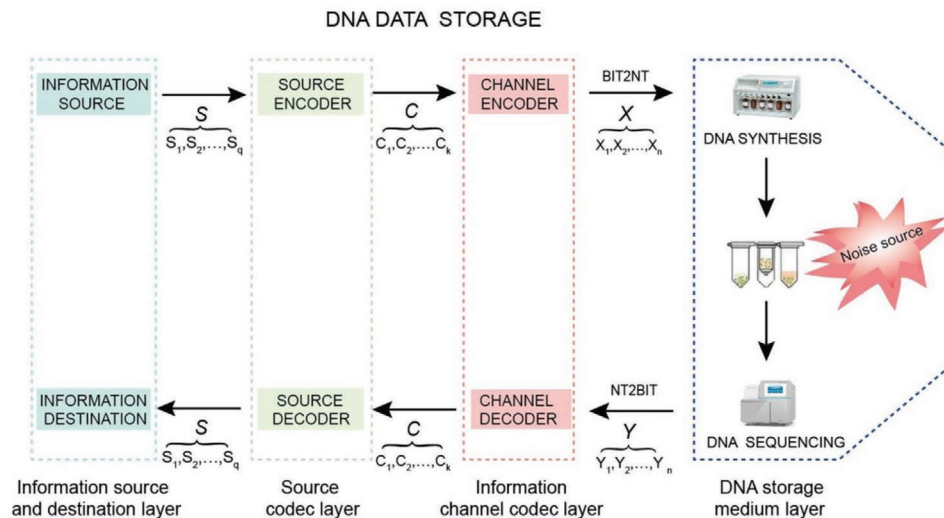 DNA DATA STORAGE
INFORMATION
SOURCE
S
S1,S2,...,Sq
SOURCE
ENCODER
C
C1,C2,...,Ck
CHANNEL
ENCODER
BIT2NT
X
X1,X2,...,Xn
DNA SYNTHESIS
Noise source
INFORMATION
DESTINATION
S
S1,S2,...,Sq
SOURCE
DECODER
C
C1,C2,...,Ck
CHANNEL
DECODER
NT2BIT
Y
Y1,Y2,...,Yn
DNA SEQUENCING
Information source
and destination layer
Source
codec layer
Information
channel codec layer
DNA storage
medium layer